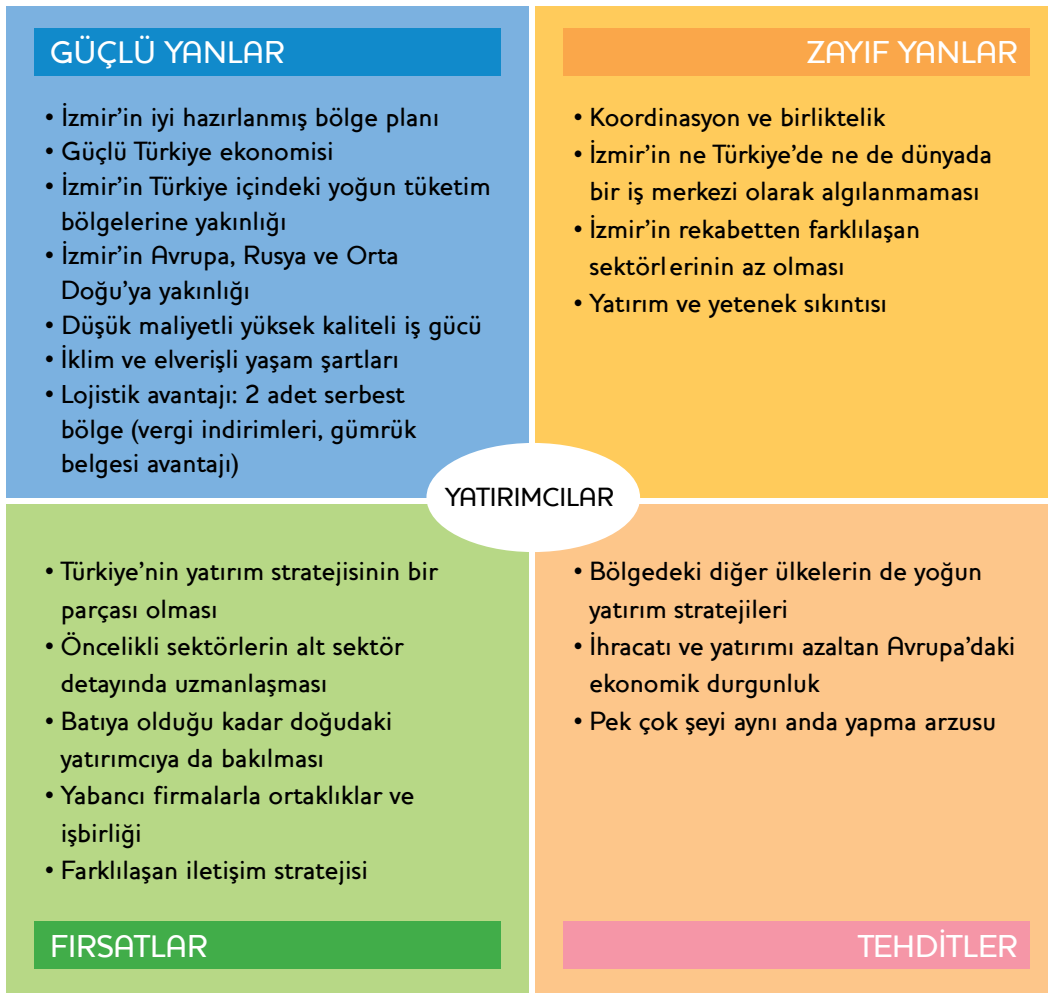 GÜÇLÜ YANLAR
• İzmir’in iyi hazırlanmış bölge planı
• Güçlü Türkiye ekonomisi
• İzmir’in Türkiye içindeki yoğun tüketim
bölgelerine yakınlığı
• İzmir’in Avrupa, Rusya ve Orta
Doğu’ya yakınlığı
• Düşük maliyetli yüksek kaliteli iş gücü
• İklim ve elverişli yaşam şartları
• Lojistik avantajı: 2 adet serbest
bölge (vergi indirimleri, gümrük
belgesi avantajı)
ZAYIF YANLAR
• Koordinasyon ve birliktelik
• İzmir’in ne Türkiye’de ne de dünyada
bir iş merkezi olarak algılanmaması
• İzmir’in rekabetten farklılaşan
sektörlerinin az olması
• Yatırım ve yetenek sıkıntısı
YATIRIMCILAR
• Türkiye’nin yatırım stratejisinin bir
parçası olması
• Öncelikli sektörlerin alt sektör
detayında uzmanlaşması
• Batıya olduğu kadar doğudaki
yatırımcıya da bakılması
• Yabancı firmalarla ortaklıklar ve
işbirliği
• Farklılaşan iletişim stratejisi
FIRSATLAR
• Bölgedeki diğer ülkelerin de yoğun
yatırım stratejileri
• İhracatı ve yatırımı azaltan Avrupa’daki
ekonomik durgunluk
• Pek çok şeyi aynı anda yapma arzusu
TEHDİTLER